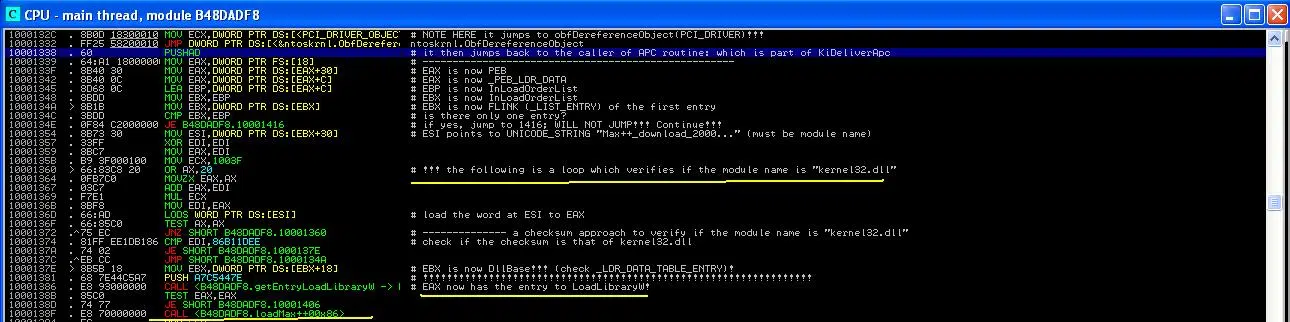 CPU - main thread, module B48DADF8
1000132C . 8B0D 18300010 MOV ECX,DWORD PTR DS:[<PCI_DRIVER_OBJEC # NOTE HERE it jumps to obfDereferenceObject(PCI_DRIVER)!!!
10001332 . FF25 58200010 JMP DWORD PTR DS:[<&ntoskrnl.ObfDerefere ntoskrnl.ObfDereferenceObject
10001338 . 60 PUSHAD # it then jumps back to the caller of APC routine: which is part of KiDeliverApc
10001339 . 64:A1 18000000 MOV EAX,DWORD PTR FS:[18] # ------------------------------------------------
1000133F . 8B40 30 MOV EAX,DWORD PTR DS:[EAX+30] # EAX is now PEB
10001342 . 8B40 0C MOV EAX,DWORD PTR DS:[EAX+C] # EAX is now _PEB_LDR_DATA
10001345 . 8D68 0C LEA EBP,DWORD PTR DS:[EAX+C] # EBP is now InLoadOrderList
10001348 . 8BDD MOV EBX,EBP # EBX is now InLoadOrderList
1000134A > 8B1B MOV EBX,DWORD PTR DS:[EBX] # EBX is now FLINK (_LIST_ENTRY) of the first entry
1000134C . 3BDD CMP EBX,EBP # is there only one entry?
1000134E . 0F84 C2000000 JE B48DADF8.10001416 # if yes, jump to 1416; WILL NOT JUMP!!! Continue!!!
10001354 . 8B73 30 MOV ESI,DWORD PTR DS:[EBX+30] # ESI points to UNICODE_STRING "Max++_download_2000..." (must be module name)
10001357 . 33FF XOR EDI,EDI
10001359 . 8BC7 MOV EAX,EDI
1000135B . B9 3F000100 MOV ECX,1003F
10001360 > 66:83C8 20 OR AX,20 # !!! the following is a loop which verifies if the module name is "kernel32.dll"
10001364 . 0FB7C0 MOVZX EAX,AX
10001367 . 03C7 ADD EAX,EDI
10001369 . F7E1 MUL ECX
1000136B . 8BF8 MOV EDI,EAX
1000136D . 66:AD LODS WORD PTR DS:[ESI] # load the word at ESI to EAX
1000136F . 66:85C0 TEST AX,AX
10001372 .^75 EC JNZ SHORT B48DADF8.10001360 # -------------- a checksum approach to verify if the module name is "kernel32.dll"
10001374 . 81FF EE1DB186 CMP EDI,86B11DEE # check if the checksum is that of kernel32.dll
1000137A . 74 02 JE SHORT B48DADF8.1000137E
1000137C .^EB CC JMP SHORT B48DADF8.1000134A
1000137E > 8B5B 18 MOV EBX,DWORD PTR DS:[EBX+18] # EBX is now DllBase!!! (check _LDR_DATA_TABLE_ENTRY)!
10001381 . 68 7E44C5A7 PUSH A7C5447E
10001386 . E8 93000000 CALL <B48DADF8.getEntryLoadLibraryW -> # EAX now has the entry to LoadLibraryW!
1000138B . 85C0 TEST EAX,EAX
1000138D . 74 77 JE SHORT B48DADF8.10001406
1000138F . E8 70000000 CALL <B48DADF8.loadMax++00x86>